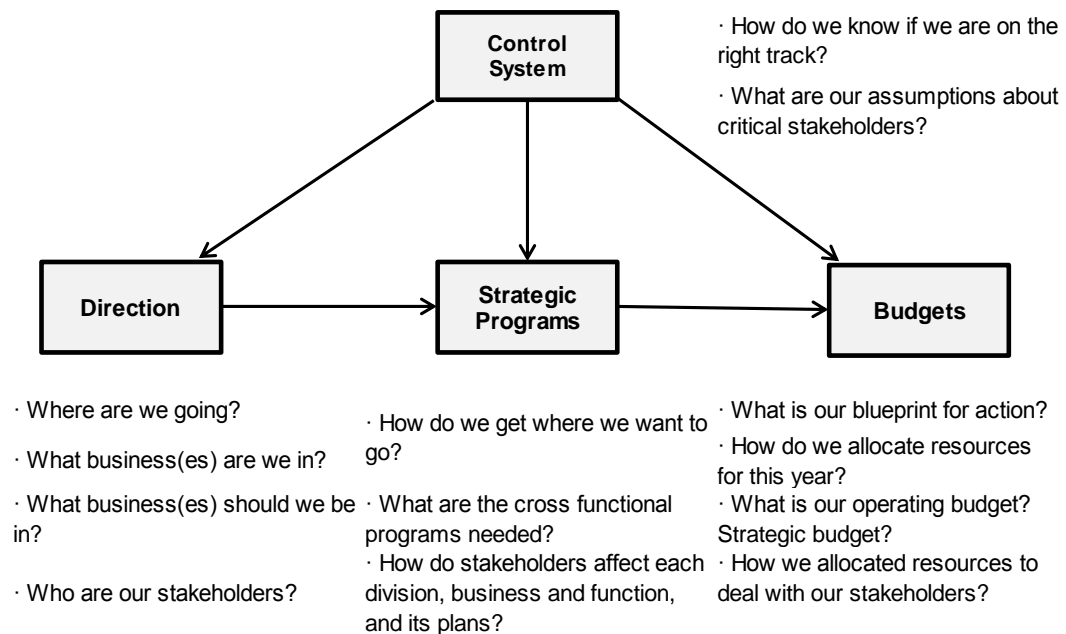 Control
System
· How do we know if we are on the
right track?
· What are our assumptions about
critical stakeholders?
Direction
Strategic
Programs
Budgets
· Where are we going?
· What business(es) are we in?
· What business(es) should we be
in?
· Who are our stakeholders?
· How do we get where we want to
go?
· What are the cross functional
programs needed?
· How do stakeholders affect each
division, business and function,
and its plans?
· What is our blueprint for action?
· How do we allocate resources
for this year?
· What is our operating budget?
Strategic budget?
· How we allocated resources to
deal with our stakeholders?